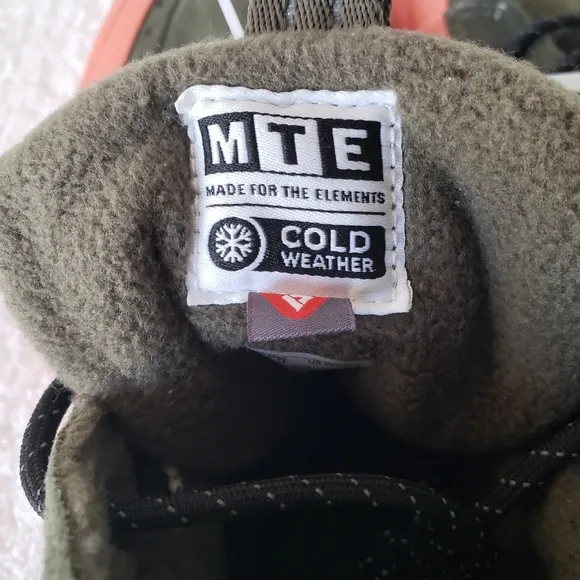 MTE
MADE FOR THE ELEMENTS
COLD
WEATHER